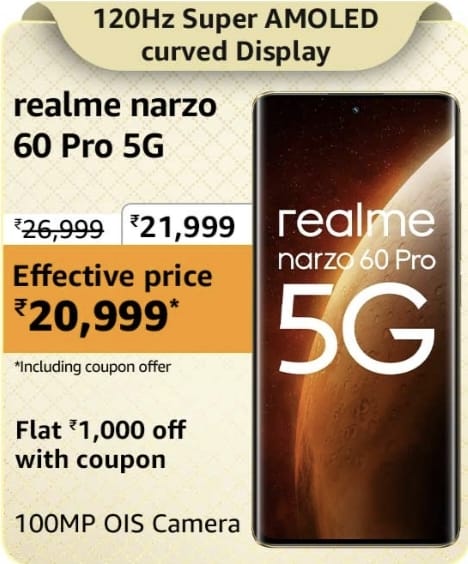 120Hz Super AMOLED
curved Display
realme narzo
60 Pro 5G
₹26,999
₹21,999
Effective price
₹20,999*
*Including coupon offer
Flat ₹1,000 off
with coupon
100MP OIS Camera
realme
narzo 60 Pro
5G